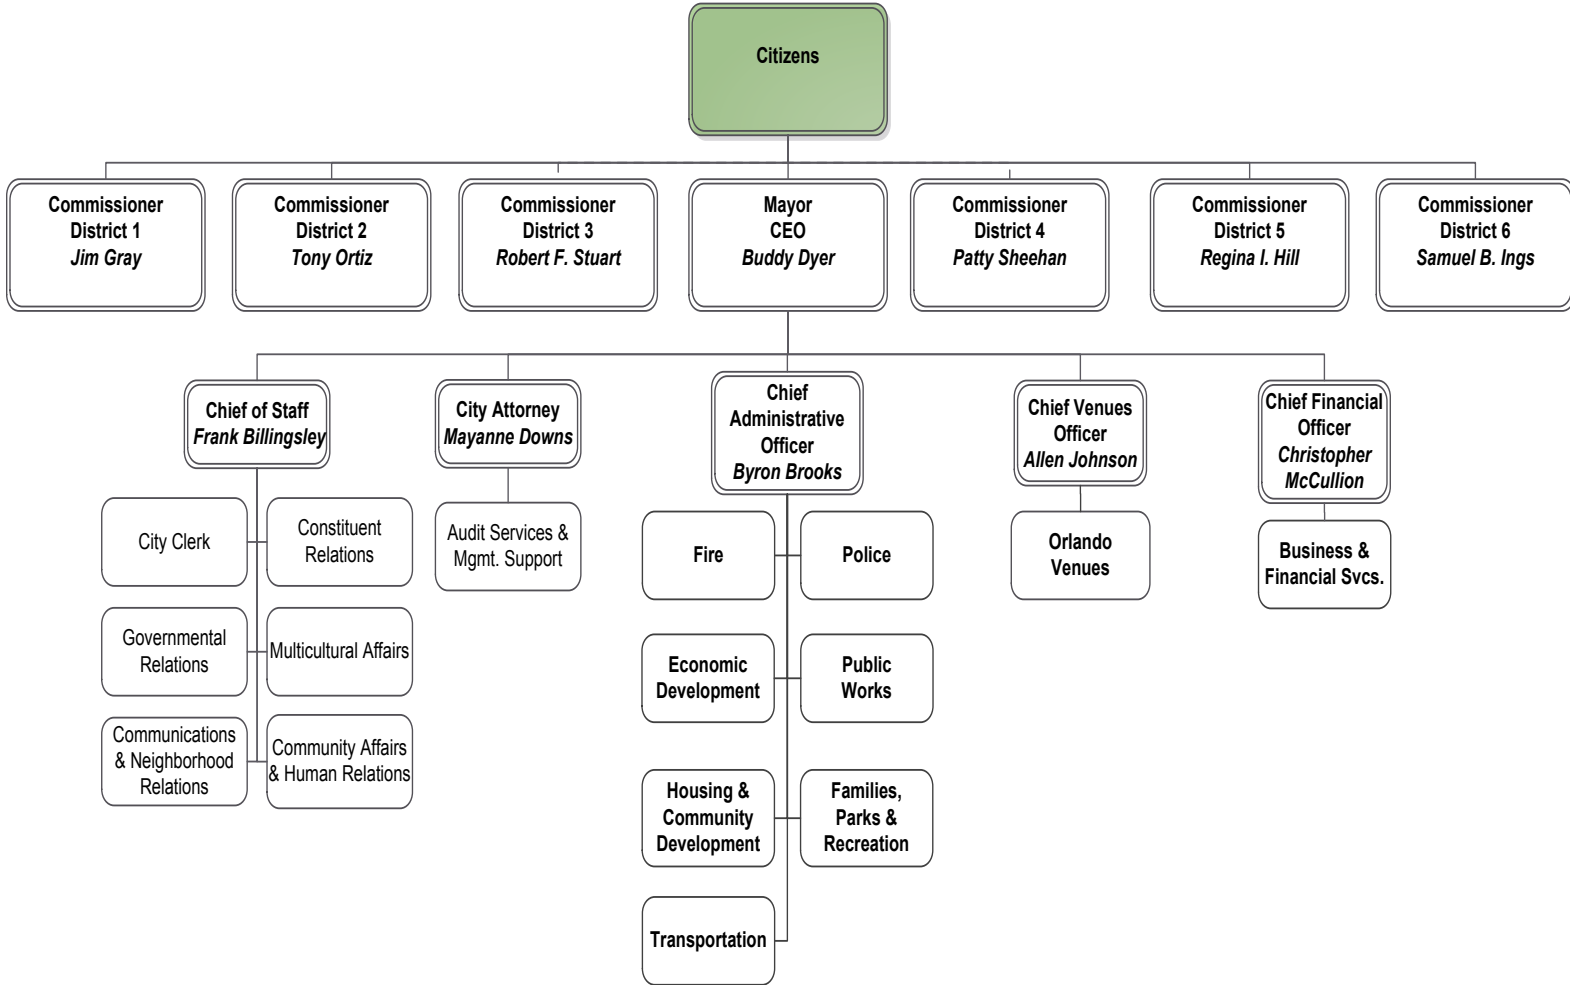 Citizens
Commissioner
District 1
Jim Gray
Commissioner
District 2
Tony Ortiz
Commissioner
District 3
Robert F. Stuart
Mayor
CEO
Buddy Dyer
Commissioner
District 4
Patty Sheehan
Commissioner
District 5
Regina I. Hill
Commissioner
District 6
Samuel B. Ings
Chief of Staff
Frank Billingsley
City Attorney
Mayanne Downs
Chief
Administrative
Officer
Byron Brooks
Chief Venues
Officer
Allen Johnson
Chief Financial
Officer
Christopher
McCullion
City Clerk
Constituent
Relations
Governmental
Relations
Multicultural Affairs
Communications
& Neighborhood
Relations
Community Affairs
& Human Relations
Audit Services &
Mgmt. Support
Fire
Police
Economic
Development
Public
Works
Housing &
Community
Development
Families,
Parks &
Recreation
Transportation
Orlando
Venues
Business &
Financial Svcs.